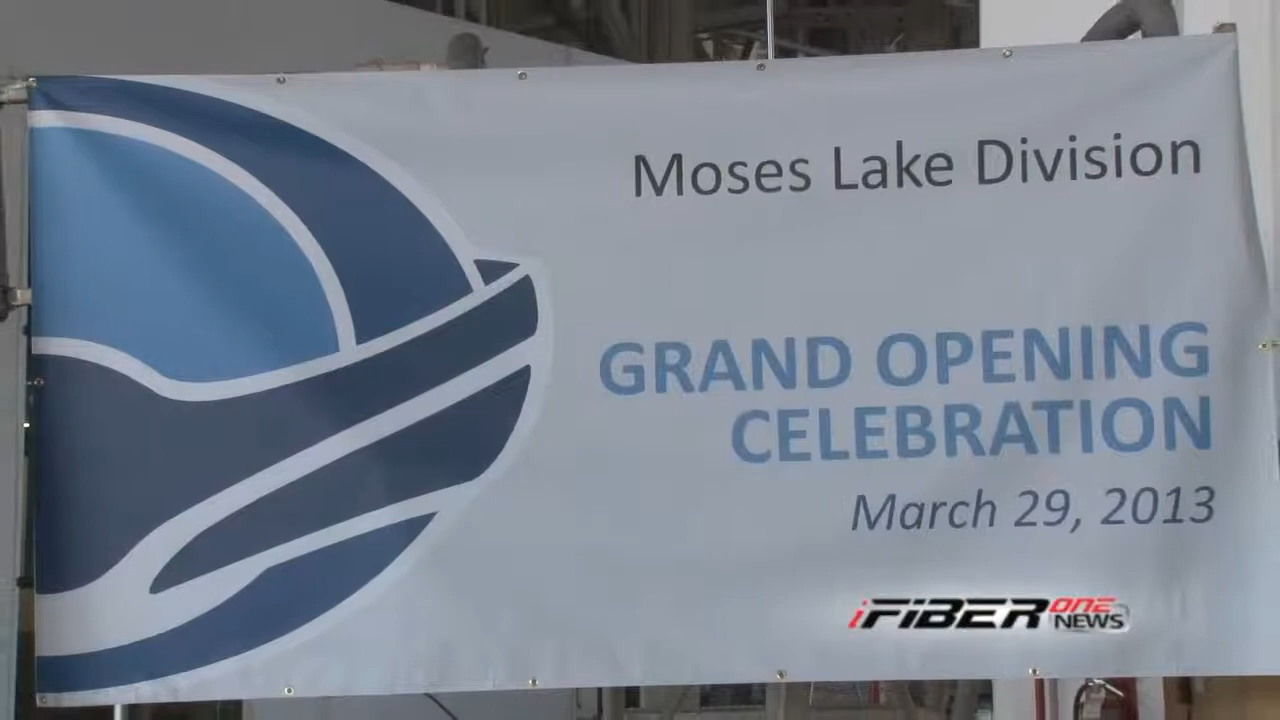 Moses Lake Division
GRAND OPENING
CELEBRATION
March 29, 2013
iFIBER ONE NEWS